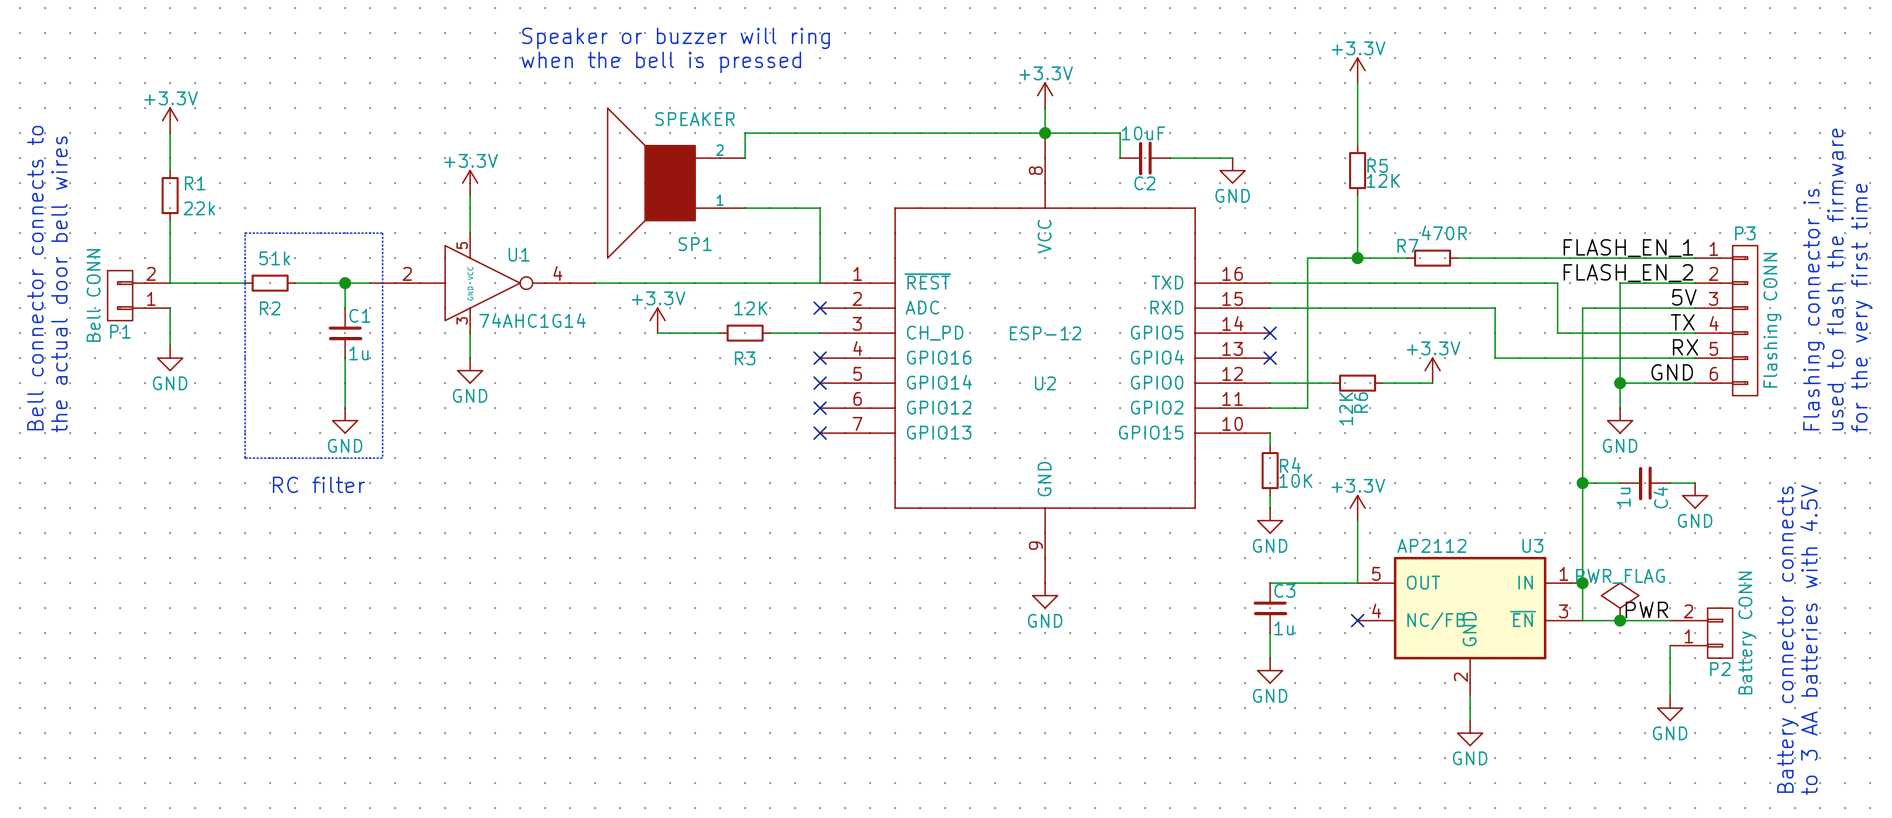 Speaker or buzzer will ring
when the bell is pressed
Bell connector connects to
the actual door bell wires
Bell CONN
P1
2
1
GND
+3.3V
R1
22k
51k
R2
C1
1u
GND
RC filter
+3.3V
2
5
GND
VCC
3
U1
4
74AHC1G14
GND
SPEAKER
2
1
SP1
+3.3V
12K
R3
+3.3V
8
VCC
10uF
C2
GND
1
REST
2
ADC
3
CH_PD
4
GPIO16
5
GPIO14
6
GPIO12
7
GPIO13
ESP-12
U2
GND
9
GND
TXD
16
RXD
15
GPIO5
14
GPIO4
13
GPIO0
12
GPIO2
11
GPIO15
10
+3.3V
R5
12K
R7
470R
+3.3V
12K
R6
R4
10K
GND
FLASH_EN_1
1
FLASH_EN_2
2
5V
3
TX
4
RX
5
GND
6
P3
Flashing CONN
GND
Flashing connector is
used to flash the firmware
for the very first time
1u
C4
GND
+3.3V
C3
1u
GND
AP2112
U3
5
OUT
4
NC/FB
GND
IN
1
EN
3
2
GND
PWR_FLAG
PWR
2
1
P2
Battery CONN
GND
Battery connector connects
to 3 AA batteries with 4.5V